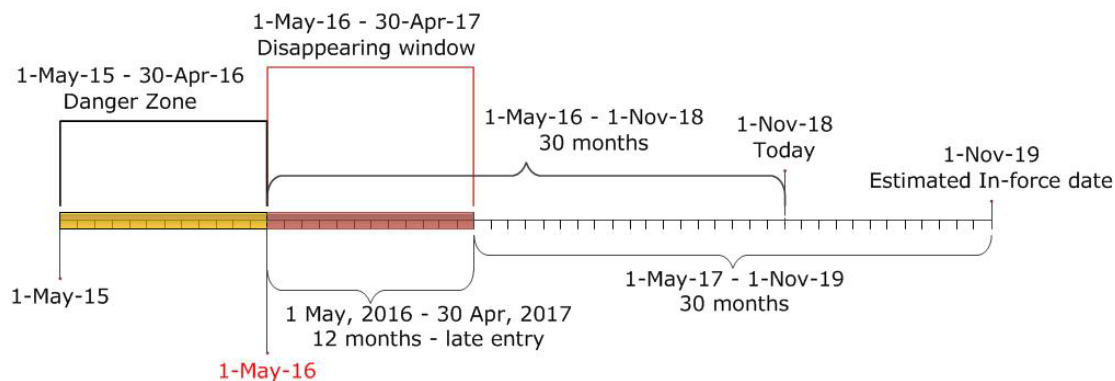 1-May-16 - 30-Apr-17
Disappearing window
1-May-15 - 30-Apr-16
Danger Zone
1-May-16 - 1-Nov-18
30 months
1-Nov-18
Today
1-Nov-19
Estimated In-force date
1-May-15
1 May, 2016 - 30 Apr, 2017
12 months - late entry
1-May-17 - 1-Nov-19
30 months
1-May-16